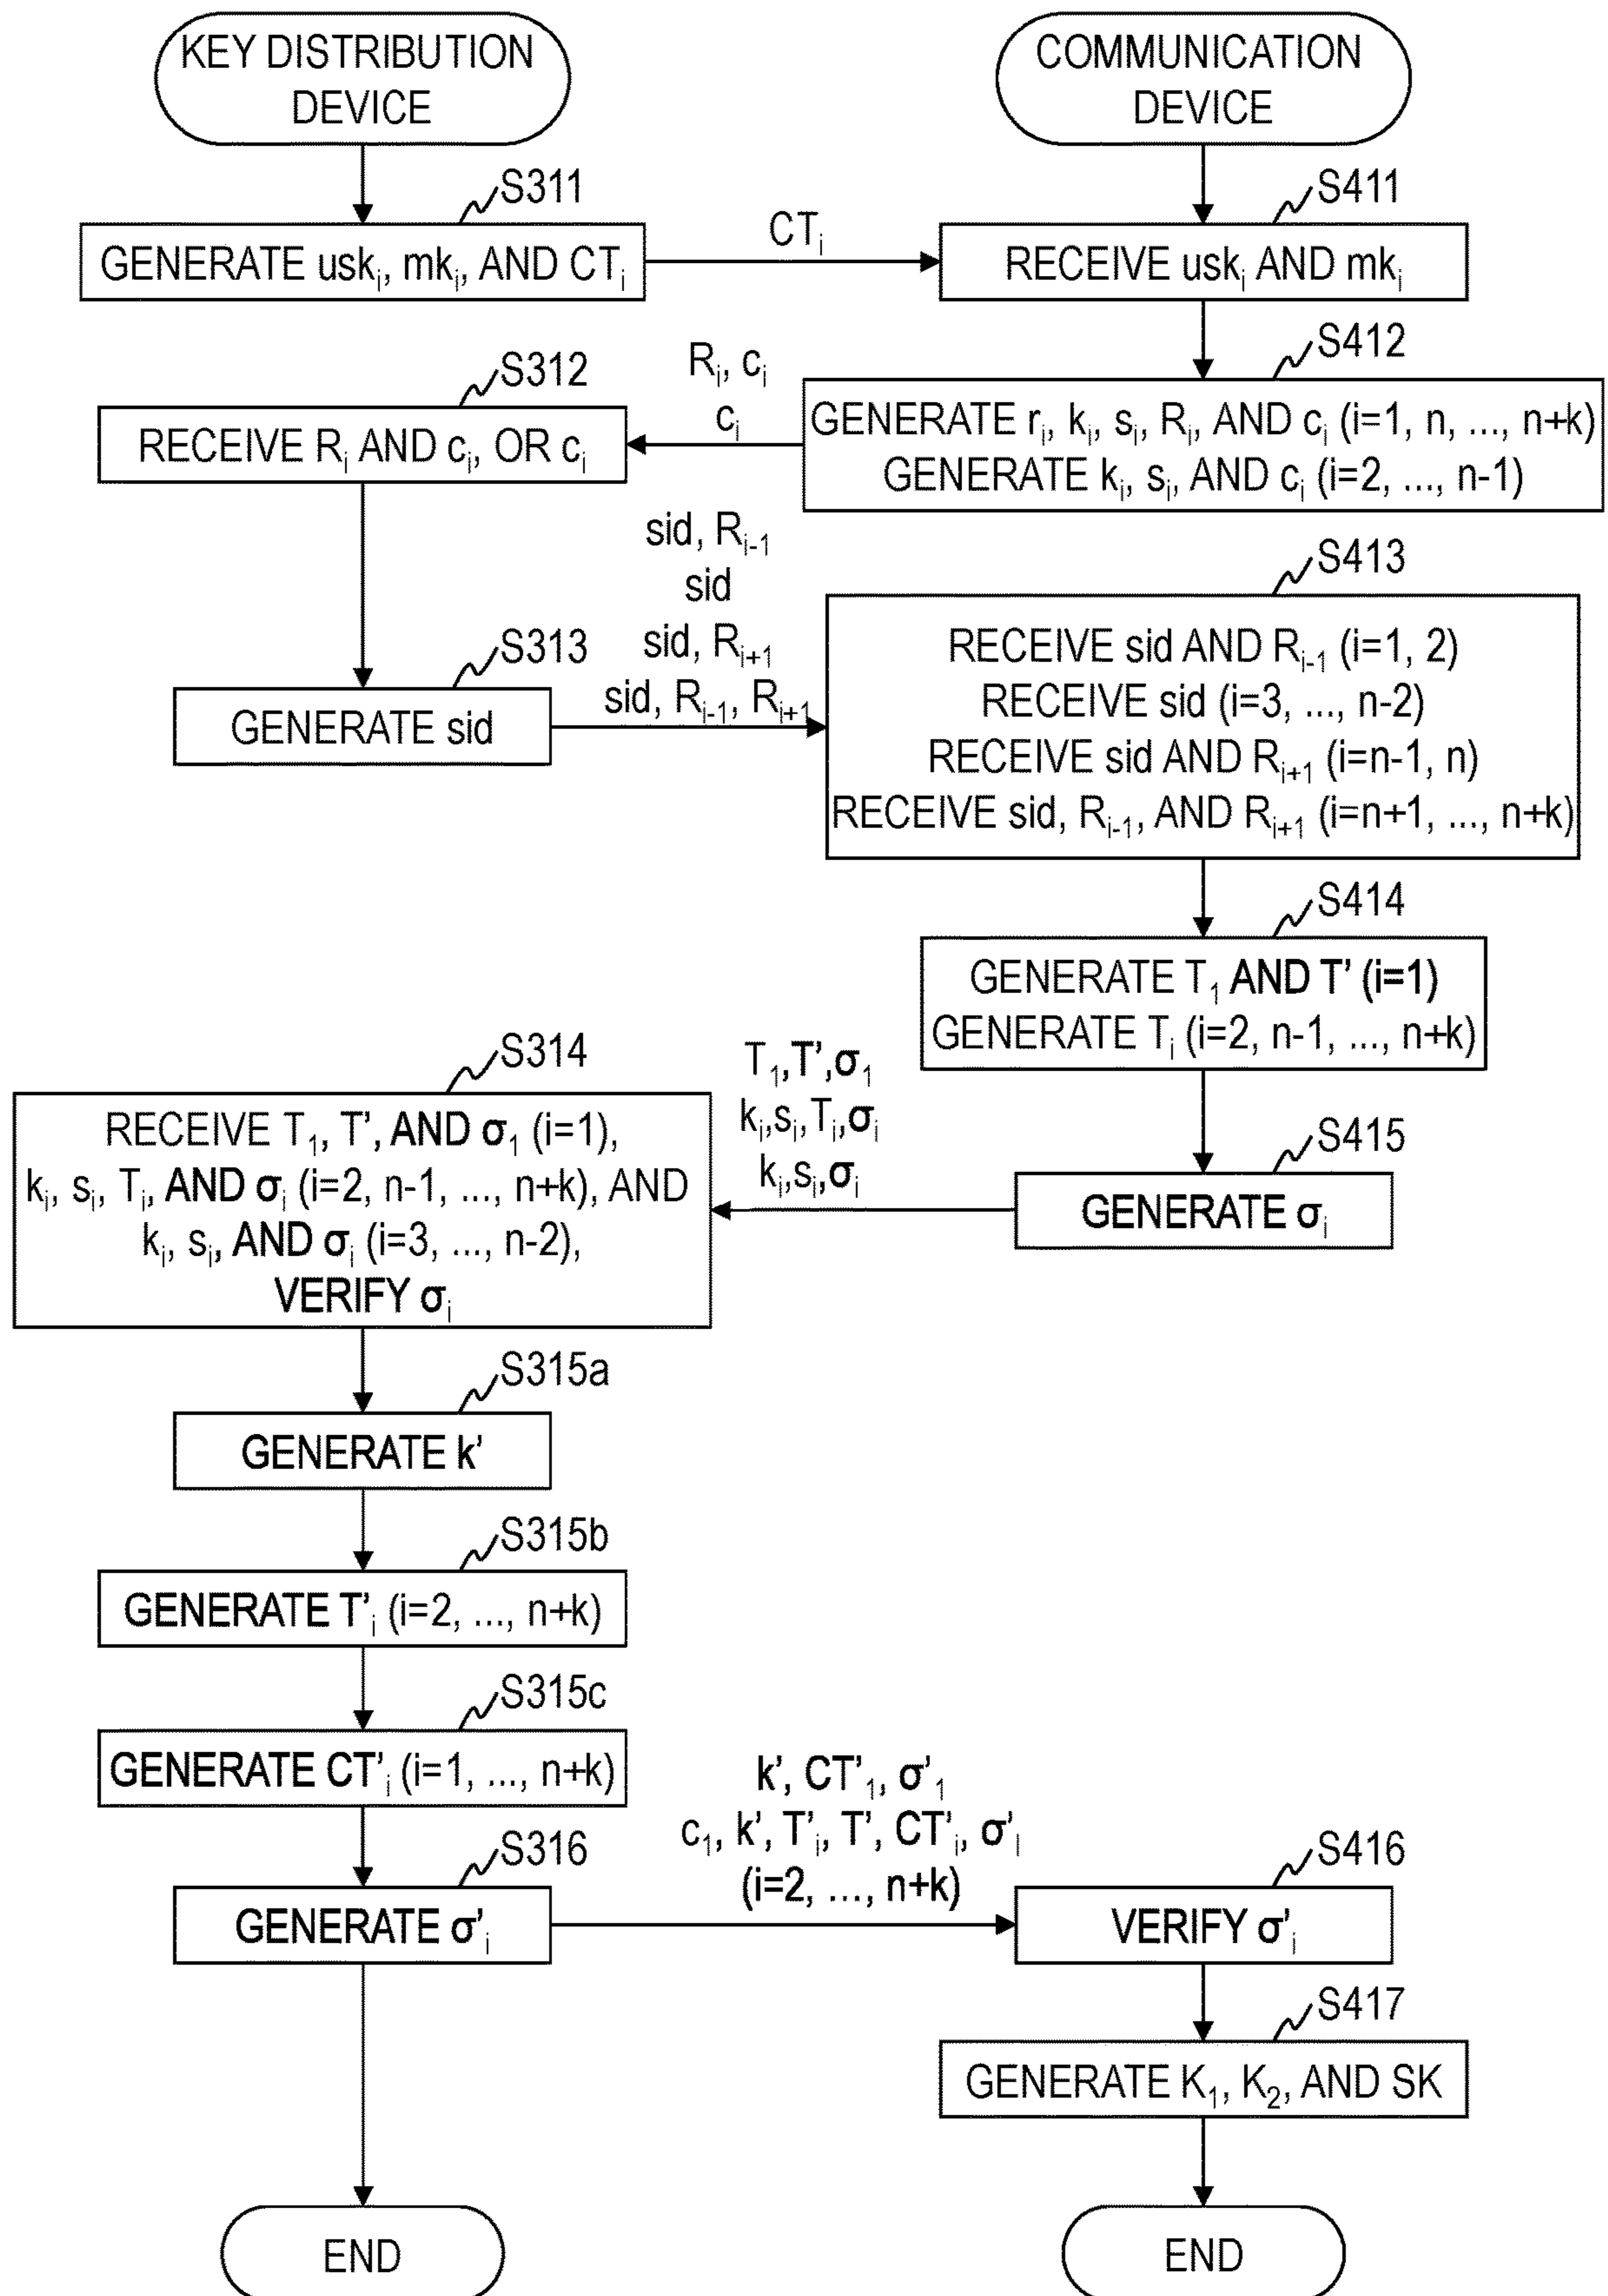 KEY DISTRIBUTION
DEVICE
COMMUNICATION
DEVICE
S311
GENERATE uskᵢ, mkᵢ, AND CTᵢ
CTᵢ
S411
RECEIVE uskᵢ AND mkᵢ
S412
GENERATE rᵢ, kᵢ, sᵢ, Rᵢ, AND cᵢ (i=1, n, ..., n+k)
GENERATE kᵢ, sᵢ, AND cᵢ (i=2, ..., n-1)
Rᵢ, cᵢ
cᵢ
S312
RECEIVE Rᵢ AND cᵢ, OR cᵢ
S313
GENERATE sid
sid, Rᵢ₋₁
sid
sid, Rᵢ₊₁
sid, Rᵢ₋₁, Rᵢ₊₁
S413
RECEIVE sid AND Rᵢ₋₁ (i=1, 2)
RECEIVE sid (i=3, ..., n-2)
RECEIVE sid AND Rᵢ₊₁ (i=n-1, n)
RECEIVE sid, Rᵢ₋₁, AND Rᵢ₊₁ (i=n+1, ..., n+k)
S414
GENERATE T₁ AND T' (i=1)
GENERATE Tᵢ (i=2, n-1, ..., n+k)
S415
GENERATE σᵢ
T₁,T',σ₁
kᵢ,sᵢ,Tᵢ,σᵢ
kᵢ,sᵢ,σᵢ
S314
RECEIVE T₁, T', AND σ₁ (i=1),
kᵢ, sᵢ, Tᵢ, AND σᵢ (i=2, n-1, ..., n+k), AND
kᵢ, sᵢ, AND σᵢ (i=3, ..., n-2),
VERIFY σᵢ
S315a
GENERATE k'
S315b
GENERATE T'ᵢ (i=2, ..., n+k)
S315c
GENERATE CT'ᵢ (i=1, ..., n+k)
S316
GENERATE σ'ᵢ
k', CT'₁, σ'₁
c₁, k', T'ᵢ, T', CT'ᵢ, σ'ₗ
(i=2, ..., n+k)
S416
VERIFY σ'ᵢ
S417
GENERATE K₁, K₂, AND SK
END
END